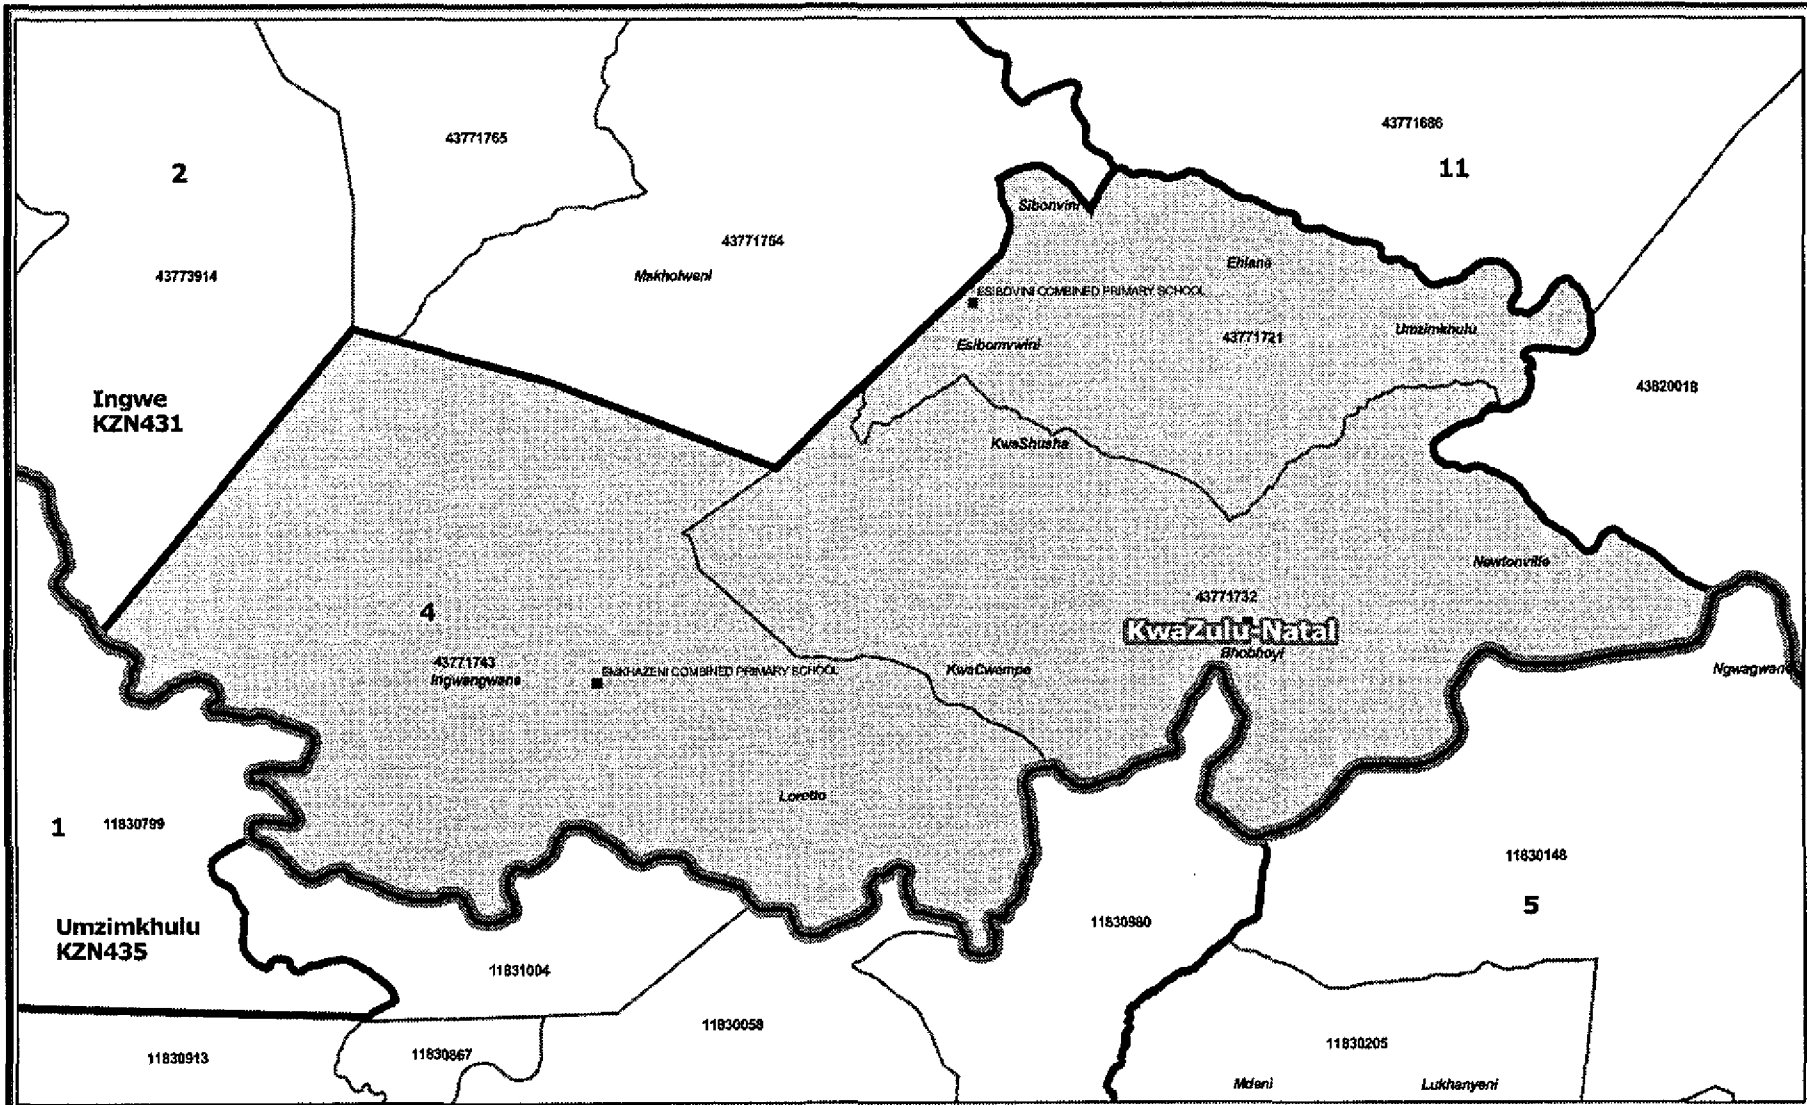 43771686
43771765
11
2
Sibonvini
43771754
Ehlane
Makholweni
43773914
ESIBOVINI COMBINED PRIMARY SCHOOL
Umzimkhulu
43771721
Esibomvwini
43820018
Ingwe
KZN431
KwaShusha
Newtonville
43771732
4
KwaZulu-Natal
Bhobhoyi
43771743
Ingwangwane
EMKHAZENI COMBINED PRIMARY SCHOOL
KwaCwempe
Ngwagwane
Loretto
1
11830799
11830148
5
11830980
Umzimkhulu
KZN435
11831004
11830058
11830205
11830913
11830867
Mdeni
Lukhanyeni